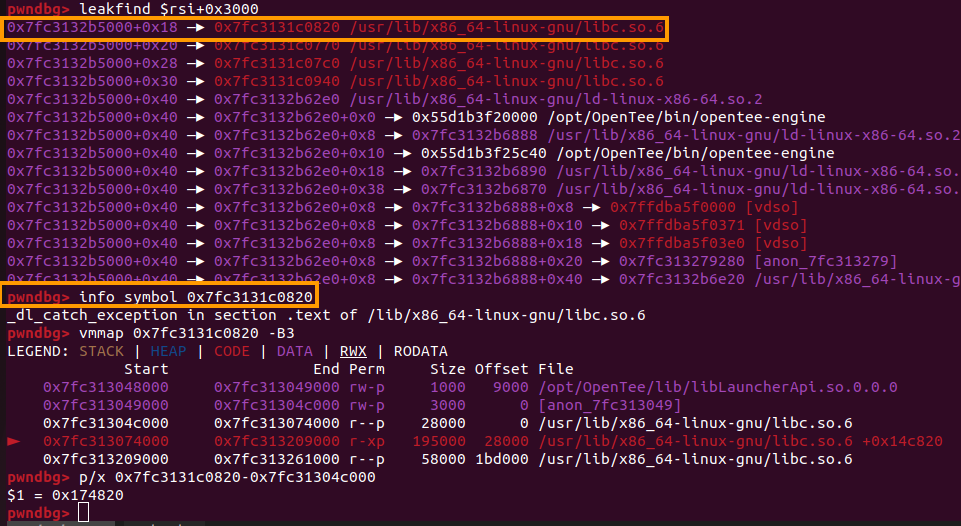 pwndbg> leakfind $rsi+0x3000
0x7fc3132b5000+0x18 —▸ 0x7fc3131c0820 /usr/lib/x86_64-linux-gnu/libc.so.6
0x7fc3132b5000+0x20 —▸ 0x7fc3131c0770 /usr/lib/x86_64-linux-gnu/libc.so.6
0x7fc3132b5000+0x28 —▸ 0x7fc3131c07c0 /usr/lib/x86_64-linux-gnu/libc.so.6
0x7fc3132b5000+0x30 —▸ 0x7fc3131c0940 /usr/lib/x86_64-linux-gnu/libc.so.6
0x7fc3132b5000+0x40 —▸ 0x7fc3132b62e0 /usr/lib/x86_64-linux-gnu/ld-linux-x86-64.so.2
0x7fc3132b5000+0x40 —▸ 0x7fc3132b62e0+0x0 —▸ 0x55d1b3f20000 /opt/OpenTee/bin/opentee-engine
0x7fc3132b5000+0x40 —▸ 0x7fc3132b62e0+0x8 —▸ 0x7fc3132b6888 /usr/lib/x86_64-linux-gnu/ld-linux-x86-64.so.2
0x7fc3132b5000+0x40 —▸ 0x7fc3132b62e0+0x10 —▸ 0x55d1b3f25c40 /opt/OpenTee/bin/opentee-engine
0x7fc3132b5000+0x40 —▸ 0x7fc3132b62e0+0x18 —▸ 0x7fc3132b6890 /usr/lib/x86_64-linux-gnu/ld-linux-x86-64.so.
0x7fc3132b5000+0x40 —▸ 0x7fc3132b62e0+0x38 —▸ 0x7fc3132b6870 /usr/lib/x86_64-linux-gnu/ld-linux-x86-64.so.
0x7fc3132b5000+0x40 —▸ 0x7fc3132b62e0+0x8 —▸ 0x7fc3132b6888+0x8 —▸ 0x7ffdba5f0000 [vdso]
0x7fc3132b5000+0x40 —▸ 0x7fc3132b62e0+0x8 —▸ 0x7fc3132b6888+0x10 —▸ 0x7ffdba5f0371 [vdso]
0x7fc3132b5000+0x40 —▸ 0x7fc3132b62e0+0x8 —▸ 0x7fc3132b6888+0x18 —▸ 0x7ffdba5f03e0 [vdso]
0x7fc3132b5000+0x40 —▸ 0x7fc3132b62e0+0x8 —▸ 0x7fc3132b6888+0x20 —▸ 0x7fc313279280 [anon_7fc313279]
0x7fc3132b5000+0x40 —▸ 0x7fc3132b62e0+0x8 —▸ 0x7fc3132b6888+0x40 —▸ 0x7fc3132b6e20 /usr/lib/x86_64-lin
pwndbg> info symbol 0x7fc3131c0820
_dl_catch_exception in section .text of /lib/x86_64-linux-gnu/libc.so.6
pwndbg> vmmap 0x7fc3131c0820 -B3
LEGEND: STACK | HEAP | CODE | DATA | RWX | RODATA
Start End Perm Size Offset File
0x7fc313048000 0x7fc313049000 rw-p 1000 9000 /opt/OpenTee/lib/libLauncherApi.so.0.0.0
0x7fc313049000 0x7fc31304c000 rw-p 3000 0 [anon_7fc313049]
0x7fc31304c000 0x7fc313074000 r--p 28000 0 /usr/lib/x86_64-linux-gnu/libc.so.6
► 0x7fc313074000 0x7fc313209000 r-xp 195000 28000 /usr/lib/x86_64-linux-gnu/libc.so.6 +0x14c820
0x7fc313209000 0x7fc313261000 r--p 58000 1bd000 /usr/lib/x86_64-linux-gnu/libc.so.6
pwndbg> p/x 0x7fc3131c0820-0x7fc31304c000
$1 = 0x174820
pwndbg>